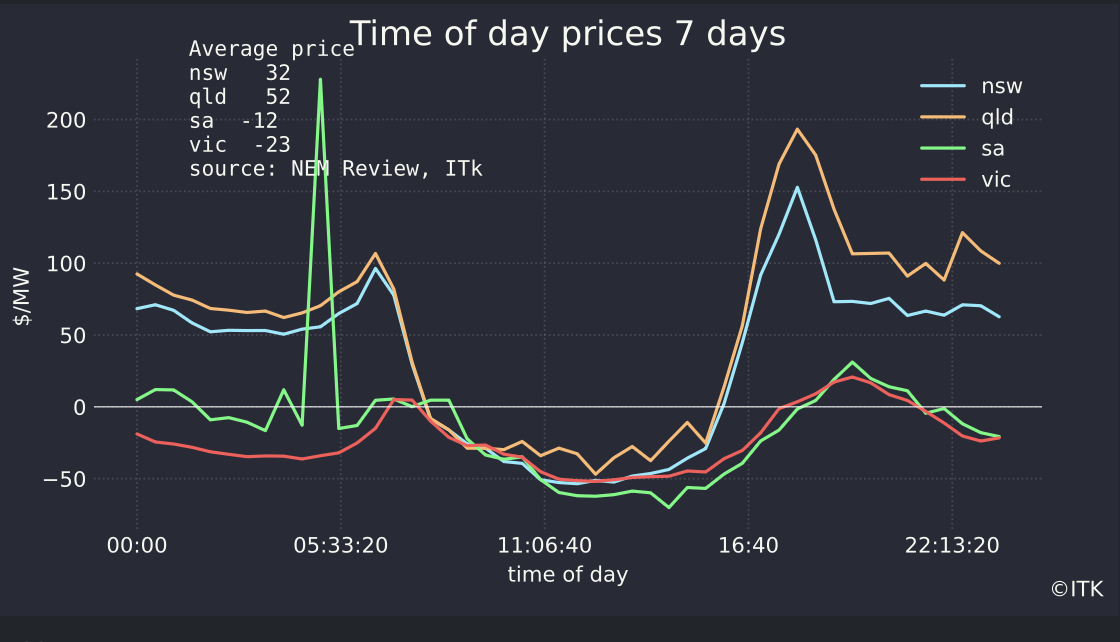 Time of day prices 7 days
Average price
nsw   32
qld   52
sa  -12
vic  -23
source: NEM Review, ITk
nsw
qld
sa
vic
$/MW
200
150
100
50
0
−50
00:00
05:33:20
11:06:40
16:40
22:13:20
time of day
©ITK